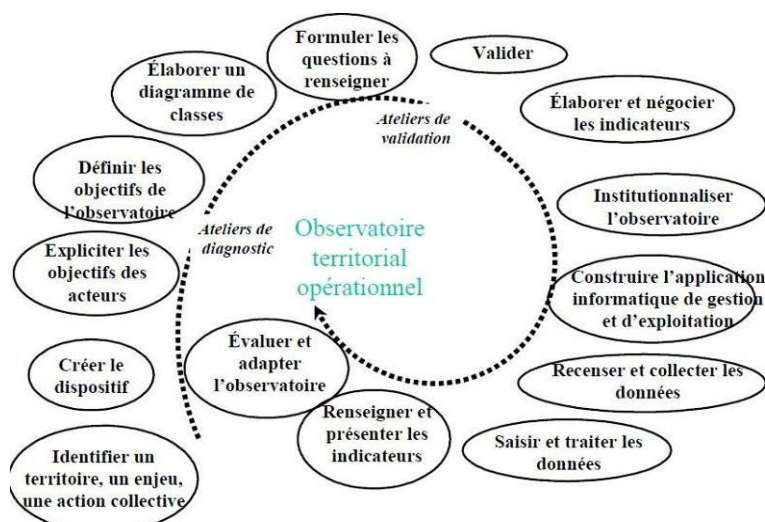 Formuler les
questions à
renseigner
Valider
Élaborer un
diagramme de
classes
Élaborer et négocier
les indicateurs
Ateliers de
validation
Définir les
objectifs de
l'observatoire
Institutionnaliser
l'observatoire
Ateliers de
diagnostic
Observatoire
territorial
opérationnel
Expliciter les
objectifs des
acteurs
Construire l'application
informatique de gestion
et d'exploitation
Évaluer et
adapter
l'observatoire
Créer le
dispositif
Recenser et collecter les
données
Renseigner et
présenter les
indicateurs
Saisir et traiter les
données
Identifier un
territoire, un enjeu,
une action collective